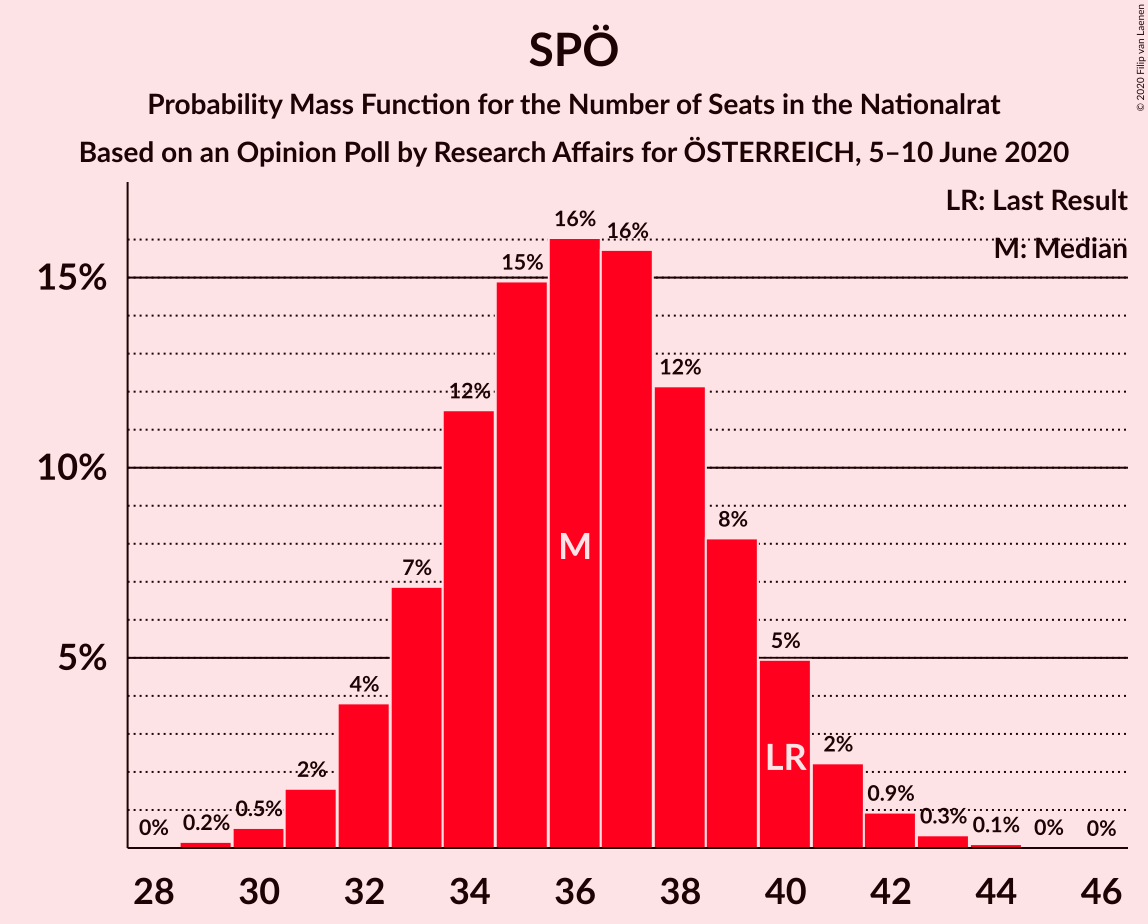 SPÖ
Probability Mass Function for the Number of Seats in the Nationalrat
Based on an Opinion Poll by Research Affairs for ÖSTERREICH, 5–10 June 2020
© 2020 Filip van Laenen
LR: Last Result
M: Median
15%
10%
5%
0%
0.2%
0.5%
2%
4%
7%
12%
15%
16%
16%
12%
8%
5%
2%
0.9%
0.3%
0.1%
0%
0%
M
LR
28 30 32 34 36 38 40 42 44 46